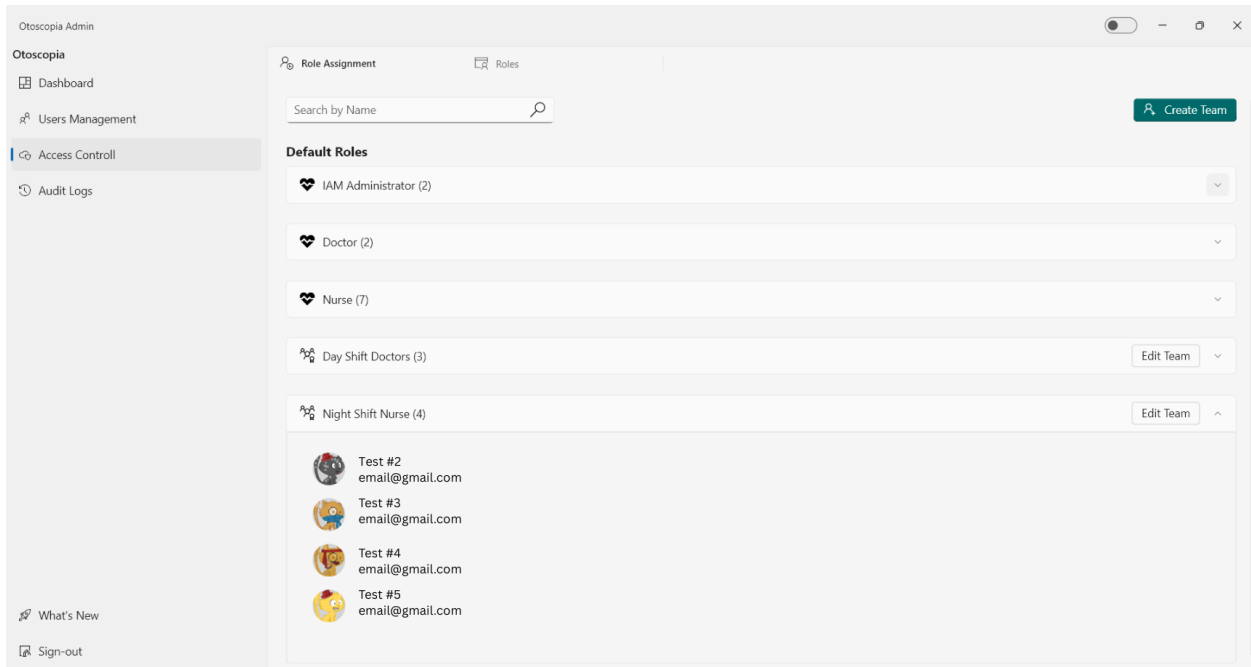 Otoscopia Admin
Otoscopia
Dashboard
Users Management
Access Controll
Audit Logs
What's New
Sign-out
Role Assignment
Roles
Search by Name
Create Team
Default Roles
IAM Administrator (2)
Doctor (2)
Nurse (7)
Day Shift Doctors (3)
Edit Team
Night Shift Nurse (4)
Edit Team
Test #2
email@gmail.com
Test #3
email@gmail.com
Test #4
email@gmail.com
Test #5
email@gmail.com